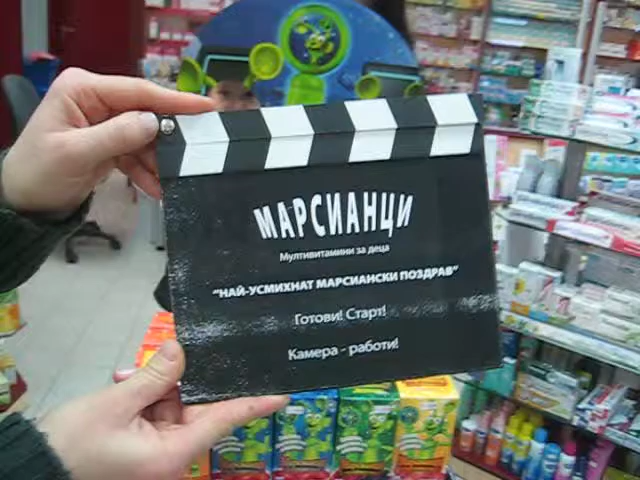 МАРСИАНЦИ
Мултивитамини за деца
"НАЙ-УСМИХНАТ МАРСИАНСКИ ПОЗДРАВ"
Готови! Старт!
Камера - работи!